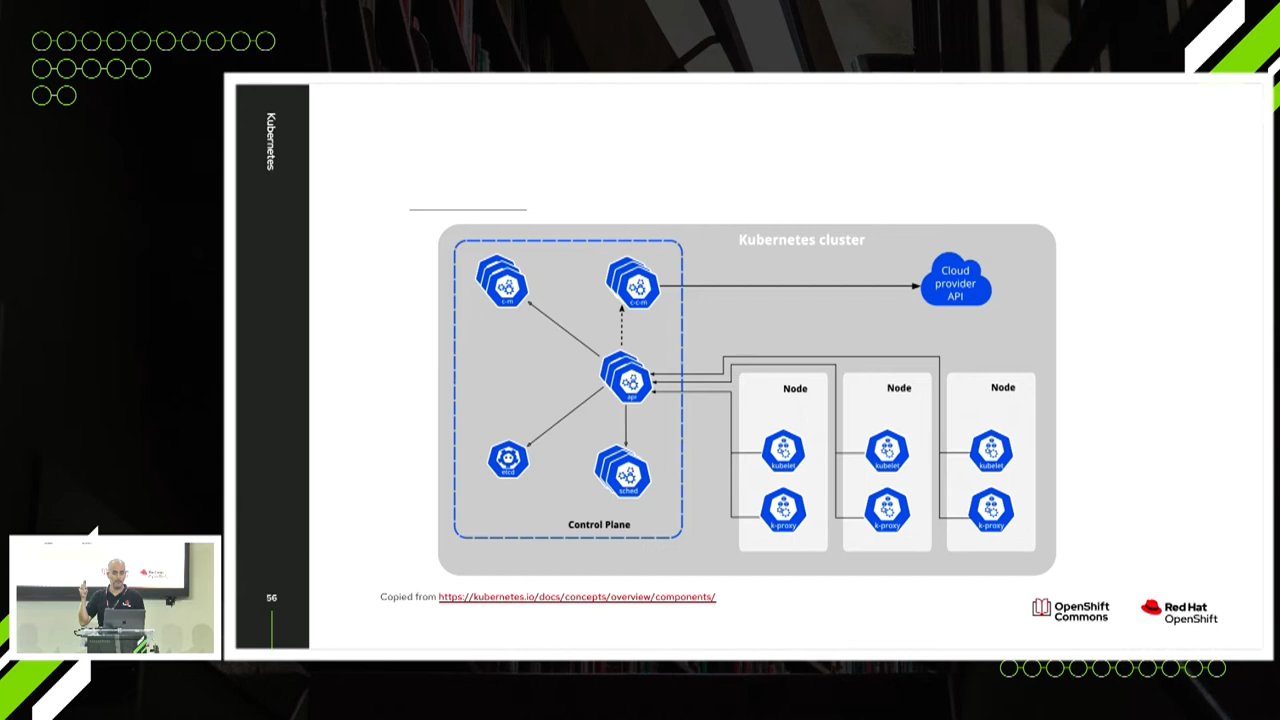 Kubernetes
Kubernetes cluster
c-m
c-c-m
Cloud
provider
API
api
Node
Node
Node
etcd
sched
kubelet
kubelet
kubelet
k-proxy
k-proxy
k-proxy
Control Plane
56
Copied from https://kubernetes.io/docs/concepts/overview/components/
OpenShift
Commons
Red Hat
OpenShift